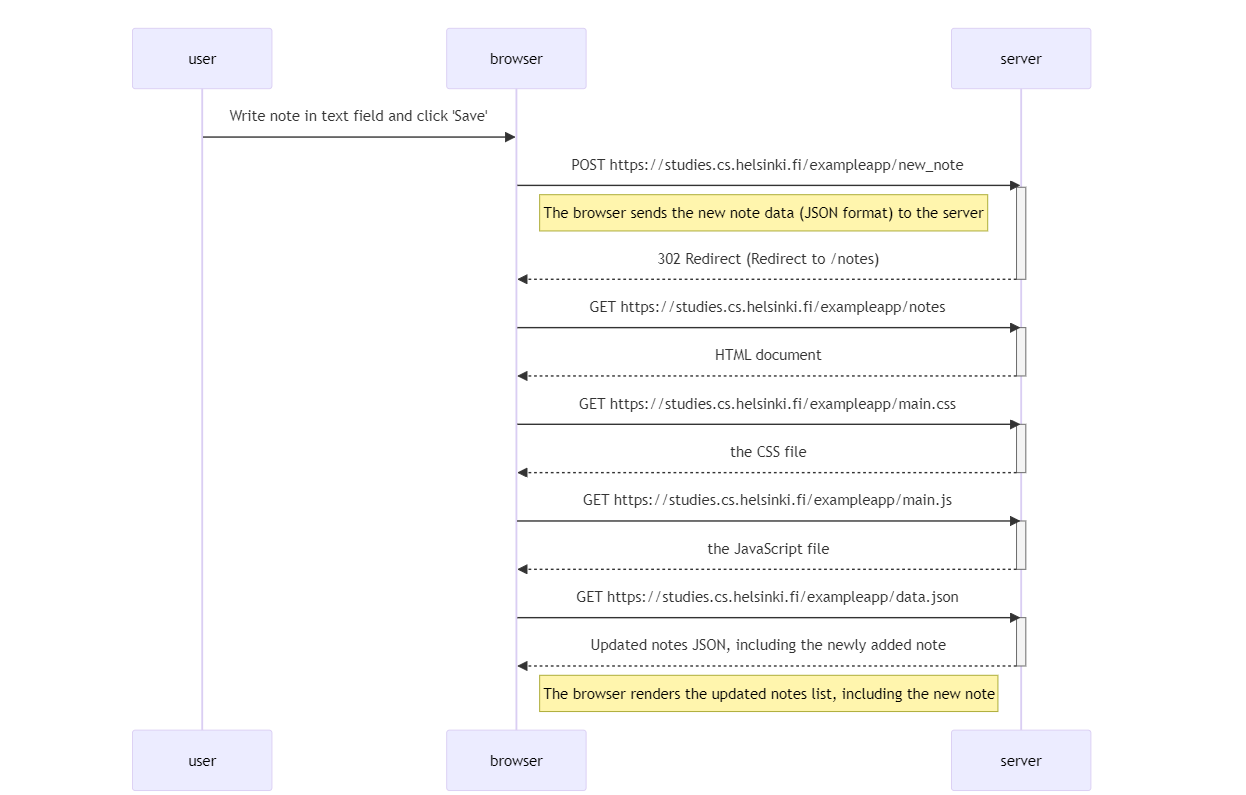 user
browser
server
Write note in text field and click 'Save'
POST https://studies.cs.helsinki.fi/exampleapp/new_note
The browser sends the new note data (JSON format) to the server
302 Redirect (Redirect to /notes)
GET https://studies.cs.helsinki.fi/exampleapp/notes
HTML document
GET https://studies.cs.helsinki.fi/exampleapp/main.css
the CSS file
GET https://studies.cs.helsinki.fi/exampleapp/main.js
the JavaScript file
GET https://studies.cs.helsinki.fi/exampleapp/data.json
Updated notes JSON, including the newly added note
The browser renders the updated notes list, including the new note
user
browser
server